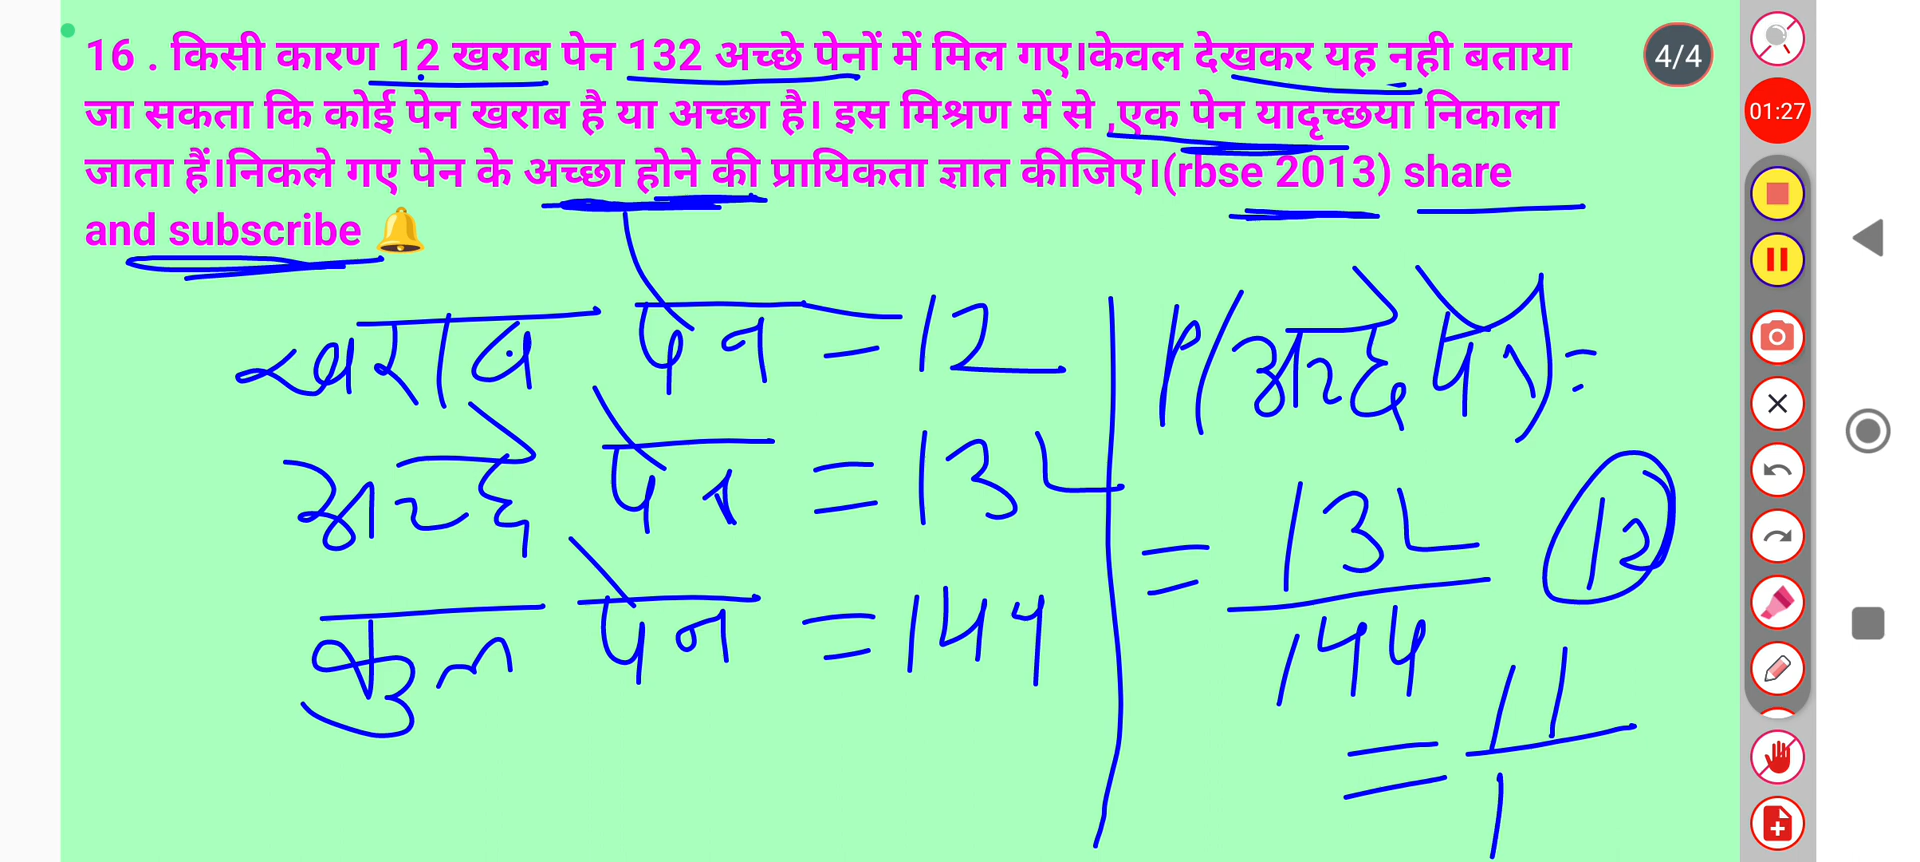 16 . किसी कारण 12 खराब पेन 132 अच्छे पेनों में मिल गए।केवल देखकर यह नही बताया
जा सकता कि कोई पेन खराब है या अच्छा है। इस मिश्रण में से ,एक पेन यादृच्छया निकाला
जाता हैं।निकले गए पेन के अच्छा होने की प्रायिकता ज्ञात कीजिए।(rbse 2013) share
and subscribe 🔔
4/4
01:27
खराब पेन = 12
अच्छे पेन = 132
कुल पेन = 144
P(अच्छे पेन) =
= 132/144
12
= 11/1